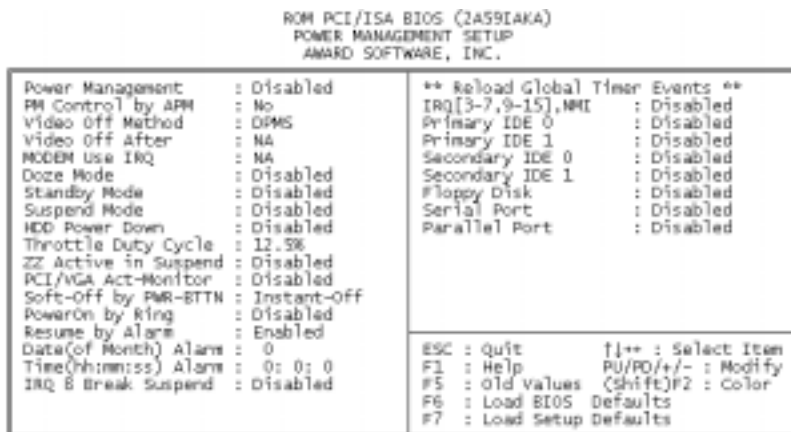 ROM PCI/ISA BIOS (2A59IAKA)
POWER MANAGEMENT SETUP
AWARD SOFTWARE, INC.
Power Management : Disabled
PM Control by APM : No
Video Off Method : DPMS
Video Off After : NA
MODEM Use IRQ : NA
Doze Mode : Disabled
Standby Mode : Disabled
Suspend Mode : Disabled
HDD Power Down : Disabled
Throttle Duty Cycle : 12.5%
ZZ Active in Suspend : Disabled
PCI/VGA Act-Monitor : Disabled
Soft-Off by PWR-BTTN : Instant-Off
PowerOn by Ring : Disabled
Resume by Alarm : Enabled
Date(of Month) Alarm : 0
Time(hh:mm:ss) Alarm : 0: 0: 0
IRQ 8 Break Suspend : Disabled
** Reload Global Timer Events **
IRQ[3-7,9-15],NMI : Disabled
Primary IDE 0 : Disabled
Primary IDE 1 : Disabled
Secondary IDE 0 : Disabled
Secondary IDE 1 : Disabled
Floppy Disk : Disabled
Serial Port : Disabled
Parallel Port : Disabled
ESC : Quit ↑↓→← : Select Item
F1 : Help PU/PD/+/- : Modify
F5 : Old Values (Shift)F2 : Color
F6 : Load BIOS Defaults
F7 : Load Setup Defaults